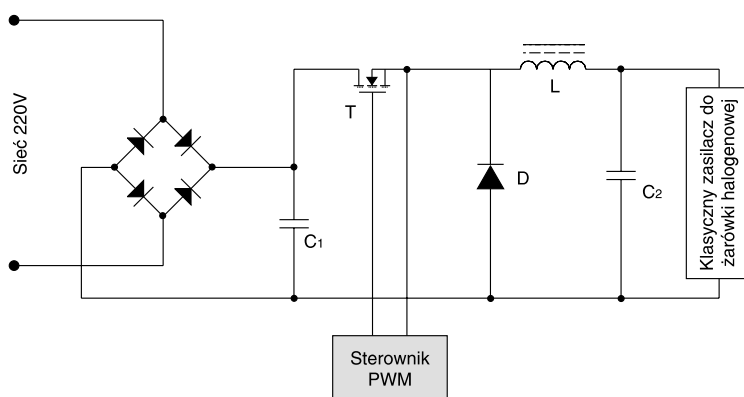 Sieć 220V
T
L
D
C1
C2
Klasyczny zasilacz do
żarówki halogenowej
Sterownik
PWM